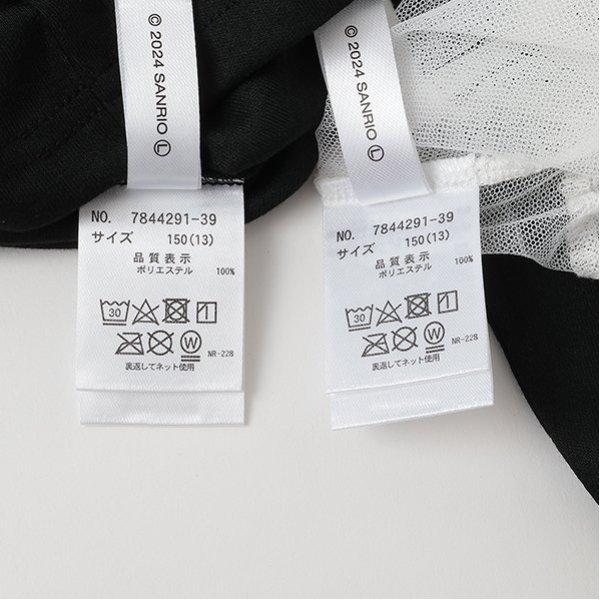 © 2024 SANRIO Ⓛ
NO. 7844291-39
サイズ 150(13)
品質表示
ポリエステル 100%
30
W
NR-228
裏返してネット使用
© 2024 SANRIO Ⓛ
NO. 7844291-39
サイズ 150(13)
品質表示
ポリエステル 100%
30
W
NR-228
裏返してネット使用